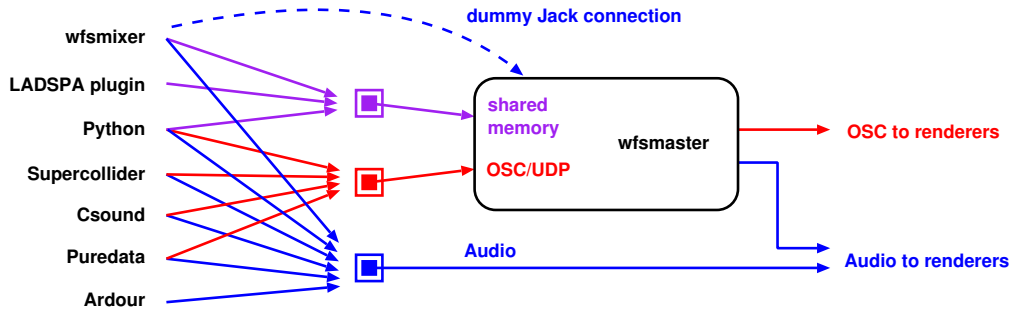 dummy Jack connection
wfsmixer
LADSPA plugin
Python
Supercollider
Csound
Puredata
Ardour
shared
memory
OSC/UDP
wfsmaster
Audio
OSC to renderers
Audio to renderers